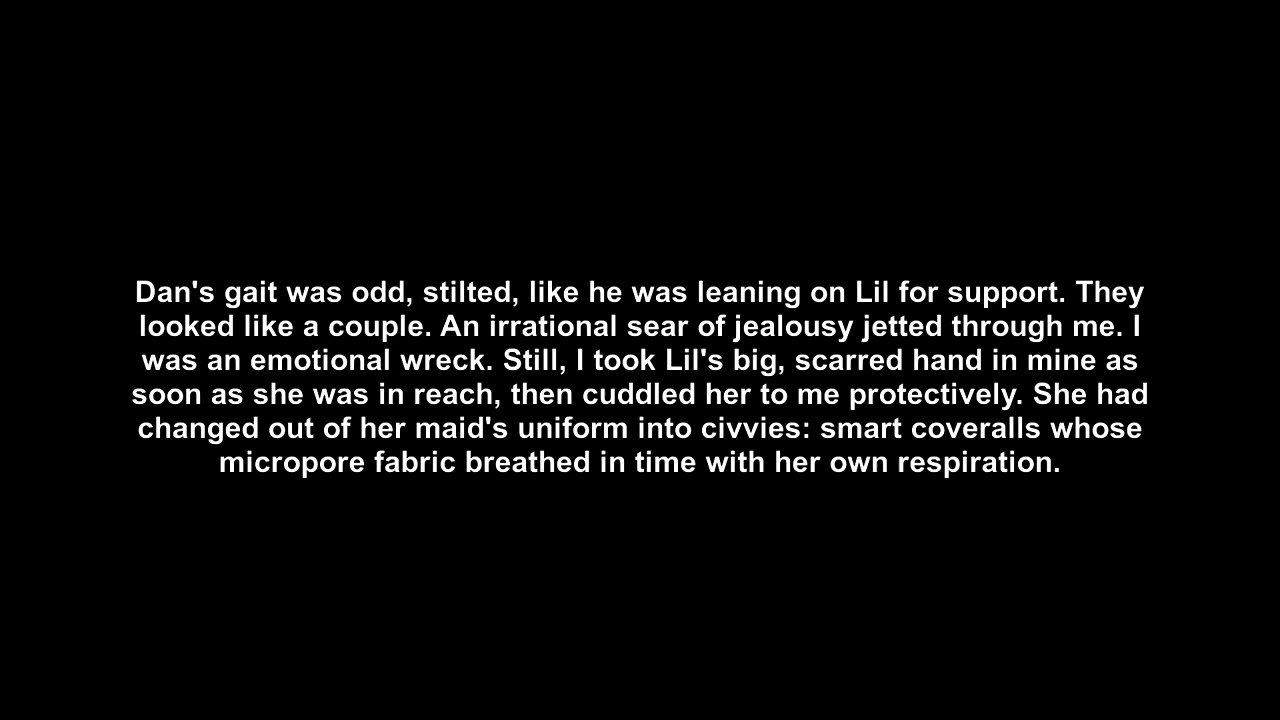 Dan's gait was odd, stilted, like he was leaning on Lil for support. They
looked like a couple. An irrational sear of jealousy jetted through me. I
was an emotional wreck. Still, I took Lil's big, scarred hand in mine as
soon as she was in reach, then cuddled her to me protectively. She had
changed out of her maid's uniform into civvies: smart coveralls whose
micropore fabric breathed in time with her own respiration.